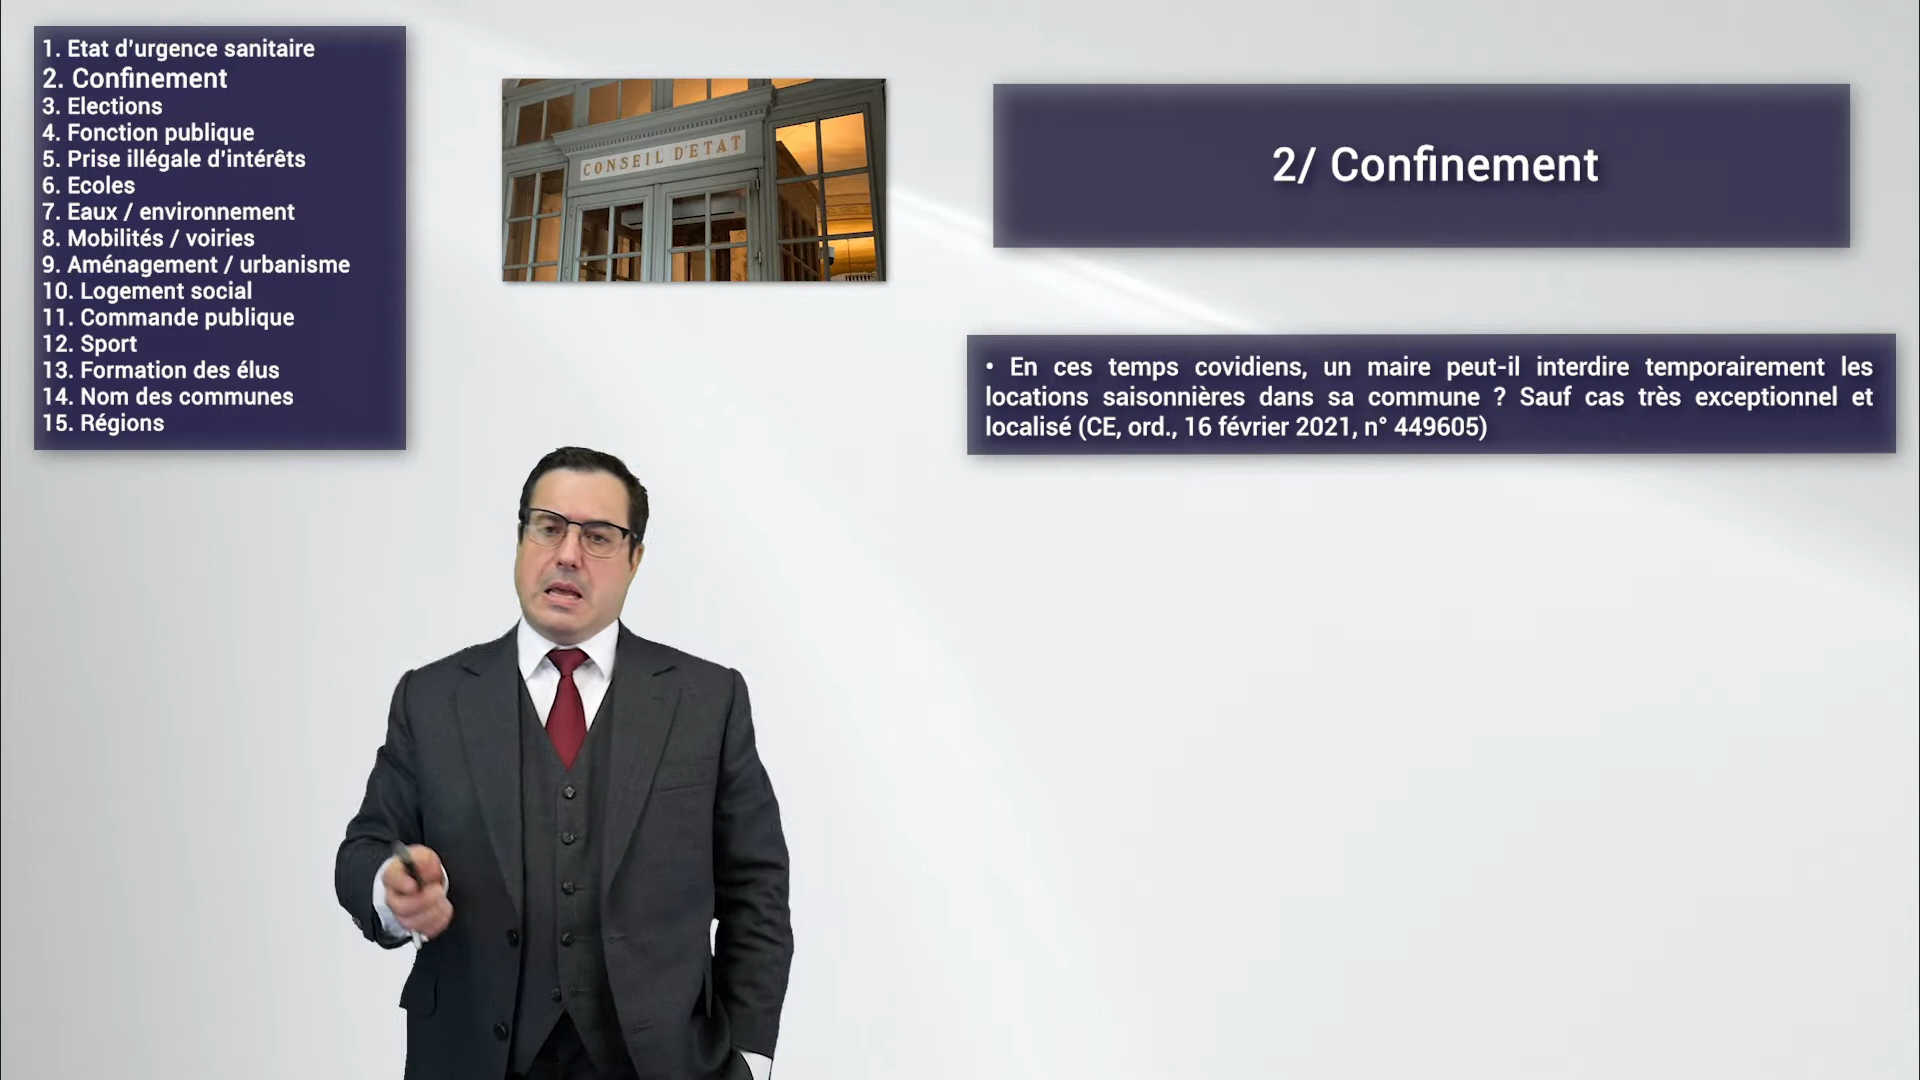 1. Etat d'urgence sanitaire
2. Confinement
3. Elections
4. Fonction publique
5. Prise illégale d'intérêts
6. Ecoles
7. Eaux / environnement
8. Mobilités / voiries
9. Aménagement / urbanisme
10. Logement social
11. Commande publique
12. Sport
13. Formation des élus
14. Nom des communes
15. Régions
CONSEIL D'ETAT
2/ Confinement
• En ces temps covidiens, un maire peut-il interdire temporairement les
locations saisonnières dans sa commune ? Sauf cas très exceptionnel et
localisé (CE, ord., 16 février 2021, n° 449605)